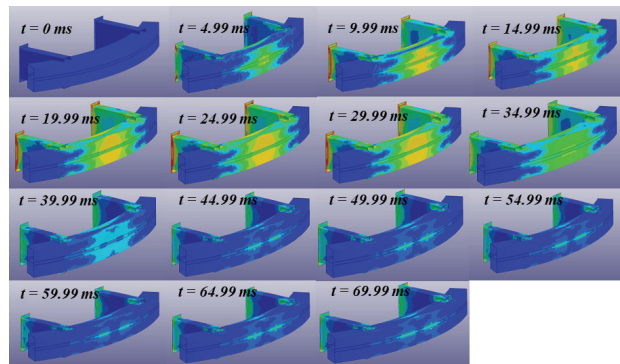 t = 0 ms
t = 4.99 ms
t = 9.99 ms
t = 14.99 ms
t = 19.99 ms
t = 24.99 ms
t = 29.99 ms
t = 34.99 ms
t = 39.99 ms
t = 44.99 ms
t = 49.99 ms
t = 54.99 ms
t = 59.99 ms
t = 64.99 ms
t = 69.99 ms